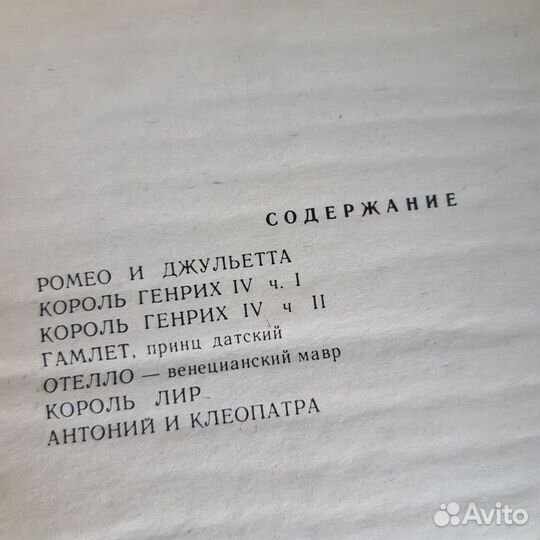 СОДЕРЖАНИЕ
РОМЕО И ДЖУЛЬЕТТА
КОРОЛЬ ГЕНРИХ IV ч. I
КОРОЛЬ ГЕНРИХ IV ч II
ГАМЛЕТ, принц датский
ОТЕЛЛО — венецианский мавр
КОРОЛЬ ЛИР
АНТОНИЙ И КЛЕОПАТРА
Avito